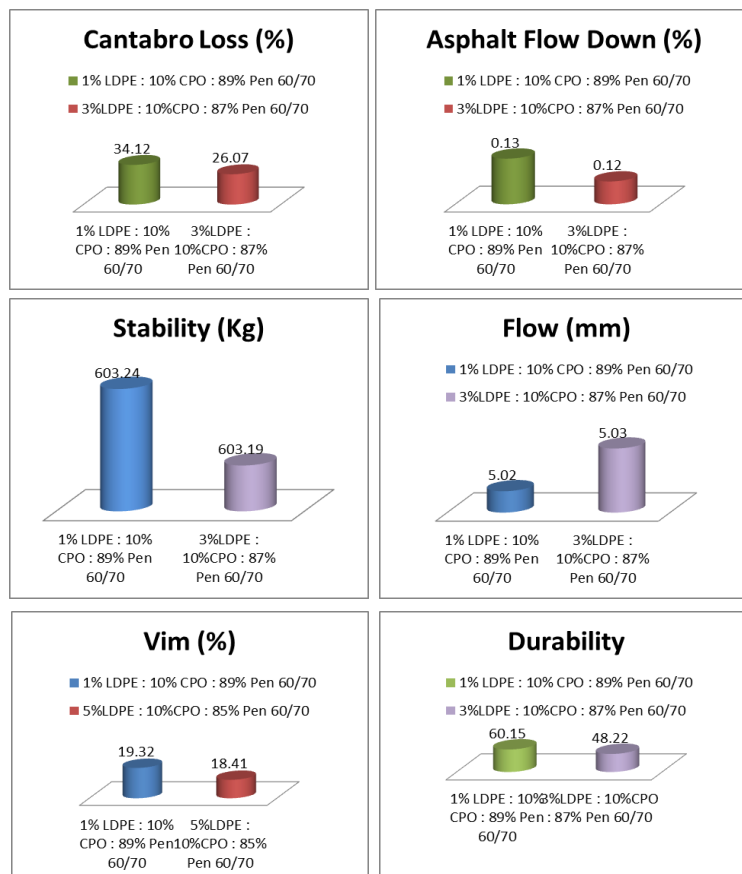 Cantabro Loss (%)
1% LDPE : 10% CPO : 89% Pen 60/70
3%LDPE : 10%CPO : 87% Pen 60/70
34.12
26.07
1% LDPE : 10%
CPO : 89% Pen
60/70
3%LDPE :
10%CPO : 87%
Pen 60/70
Asphalt Flow Down (%)
1% LDPE : 10% CPO : 89% Pen 60/70
3%LDPE : 10%CPO : 87% Pen 60/70
0.13
0.12
1% LDPE : 10%
CPO : 89% Pen
60/70
3%LDPE :
10%CPO : 87%
Pen 60/70
Stability (Kg)
603.24
603.19
1% LDPE : 10%
CPO : 89% Pen
60/70
3%LDPE :
10%CPO : 87%
Pen 60/70
Flow (mm)
1% LDPE : 10% CPO : 89% Pen 60/70
3%LDPE : 10%CPO : 87% Pen 60/70
5.02
5.03
1% LDPE : 10%
CPO : 89% Pen
60/70
3%LDPE :
10%CPO : 87%
Pen 60/70
Vim (%)
1% LDPE : 10% CPO : 89% Pen 60/70
5%LDPE : 10%CPO : 85% Pen 60/70
19.32
18.41
1% LDPE : 10%
CPO : 89% Pen
60/70
5%LDPE :
10%CPO : 85%
Pen 60/70
Durability
1% LDPE : 10% CPO : 89% Pen 60/70
3%LDPE : 10%CPO : 87% Pen 60/70
60.15
48.22
1% LDPE : 10%
CPO : 89% Pen
60/70
3%LDPE : 10%CPO
: 87% Pen 60/70